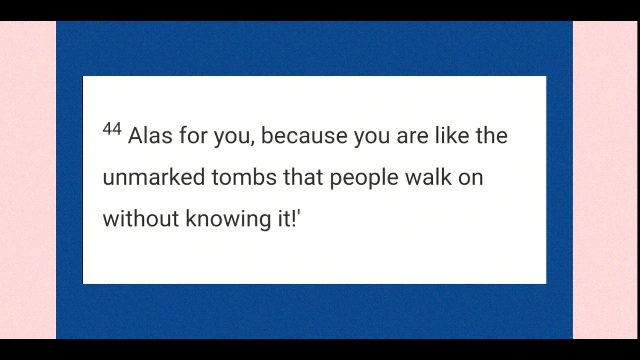 44 Alas for you, because you are like the
unmarked tombs that people walk on
without knowing it!'